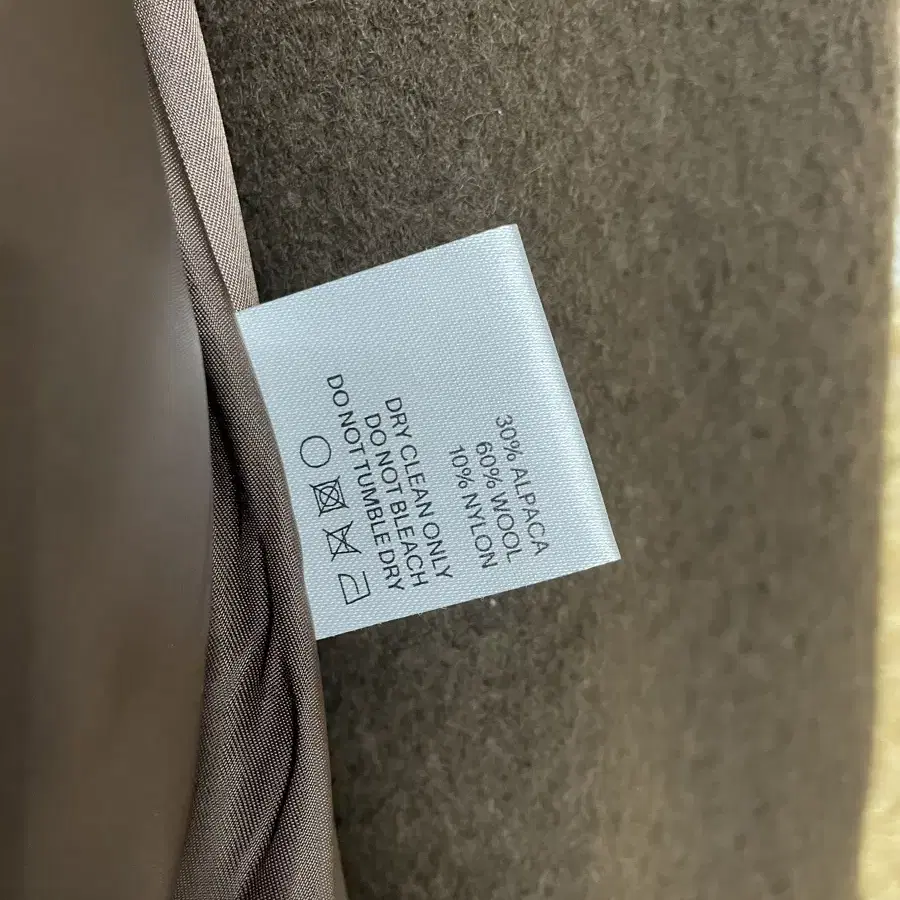 30% ALPACA
60% WOOL
10% NYLON
DRY CLEAN ONLY
DO NOT BLEACH
DO NOT TUMBLE DRY